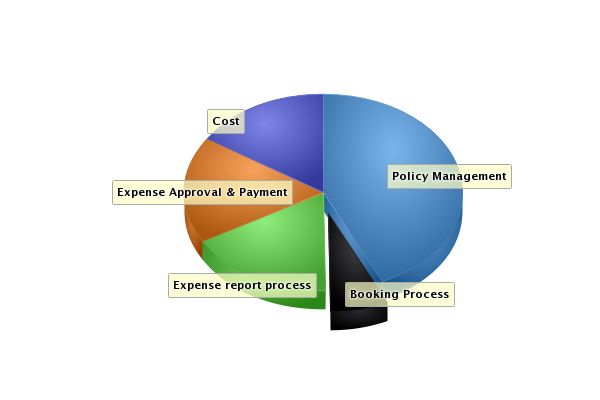 Cost
Policy Management
Expense Approval & Payment
Expense report process
Booking Process